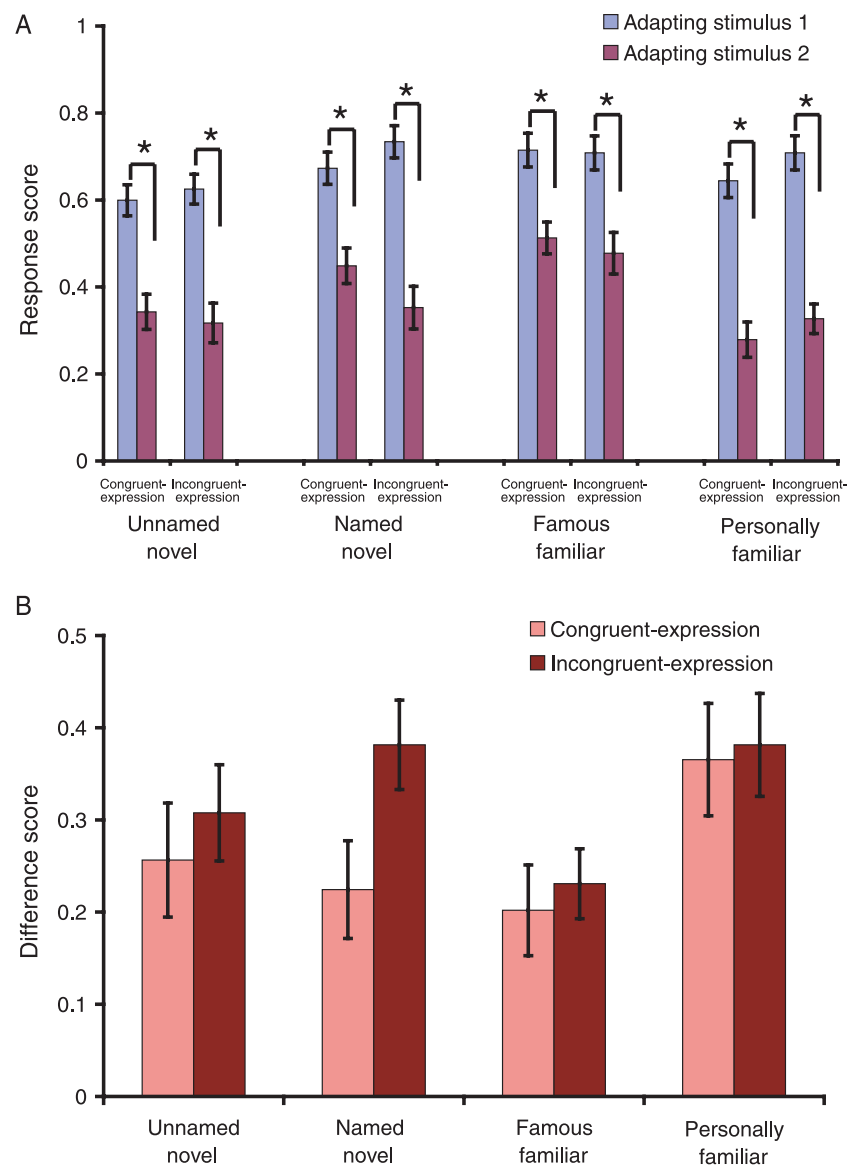 A
Adapting stimulus 1
Adapting stimulus 2
Response score
1
0.8
0.6
0.4
0.2
0
* * * * * * * *
Congruent- Incongruent- Congruent- Incongruent- Congruent- Incongruent- Congruent- Incongruent-
expression expression expression expression expression expression expression expression
Unnamed Named Famous Personally
novel novel familiar familiar
B
Congruent-expression
Incongruent-expression
Difference score
0.5
0.4
0.3
0.2
0.1
0
Unnamed Named Famous Personally
novel novel familiar familiar